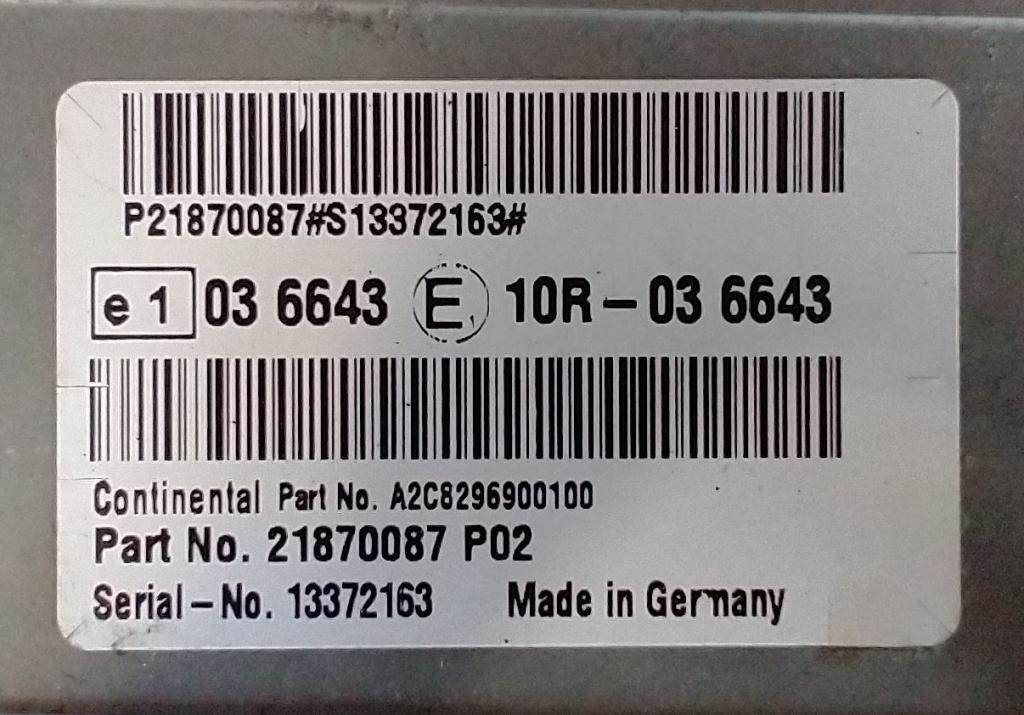 P21870087#S13372163#
e 1 03 6643 E1 10R – 03 6643
Continental Part No. A2C8296900100
Part No. 21870087 P02
Serial – No. 13372163 Made in Germany